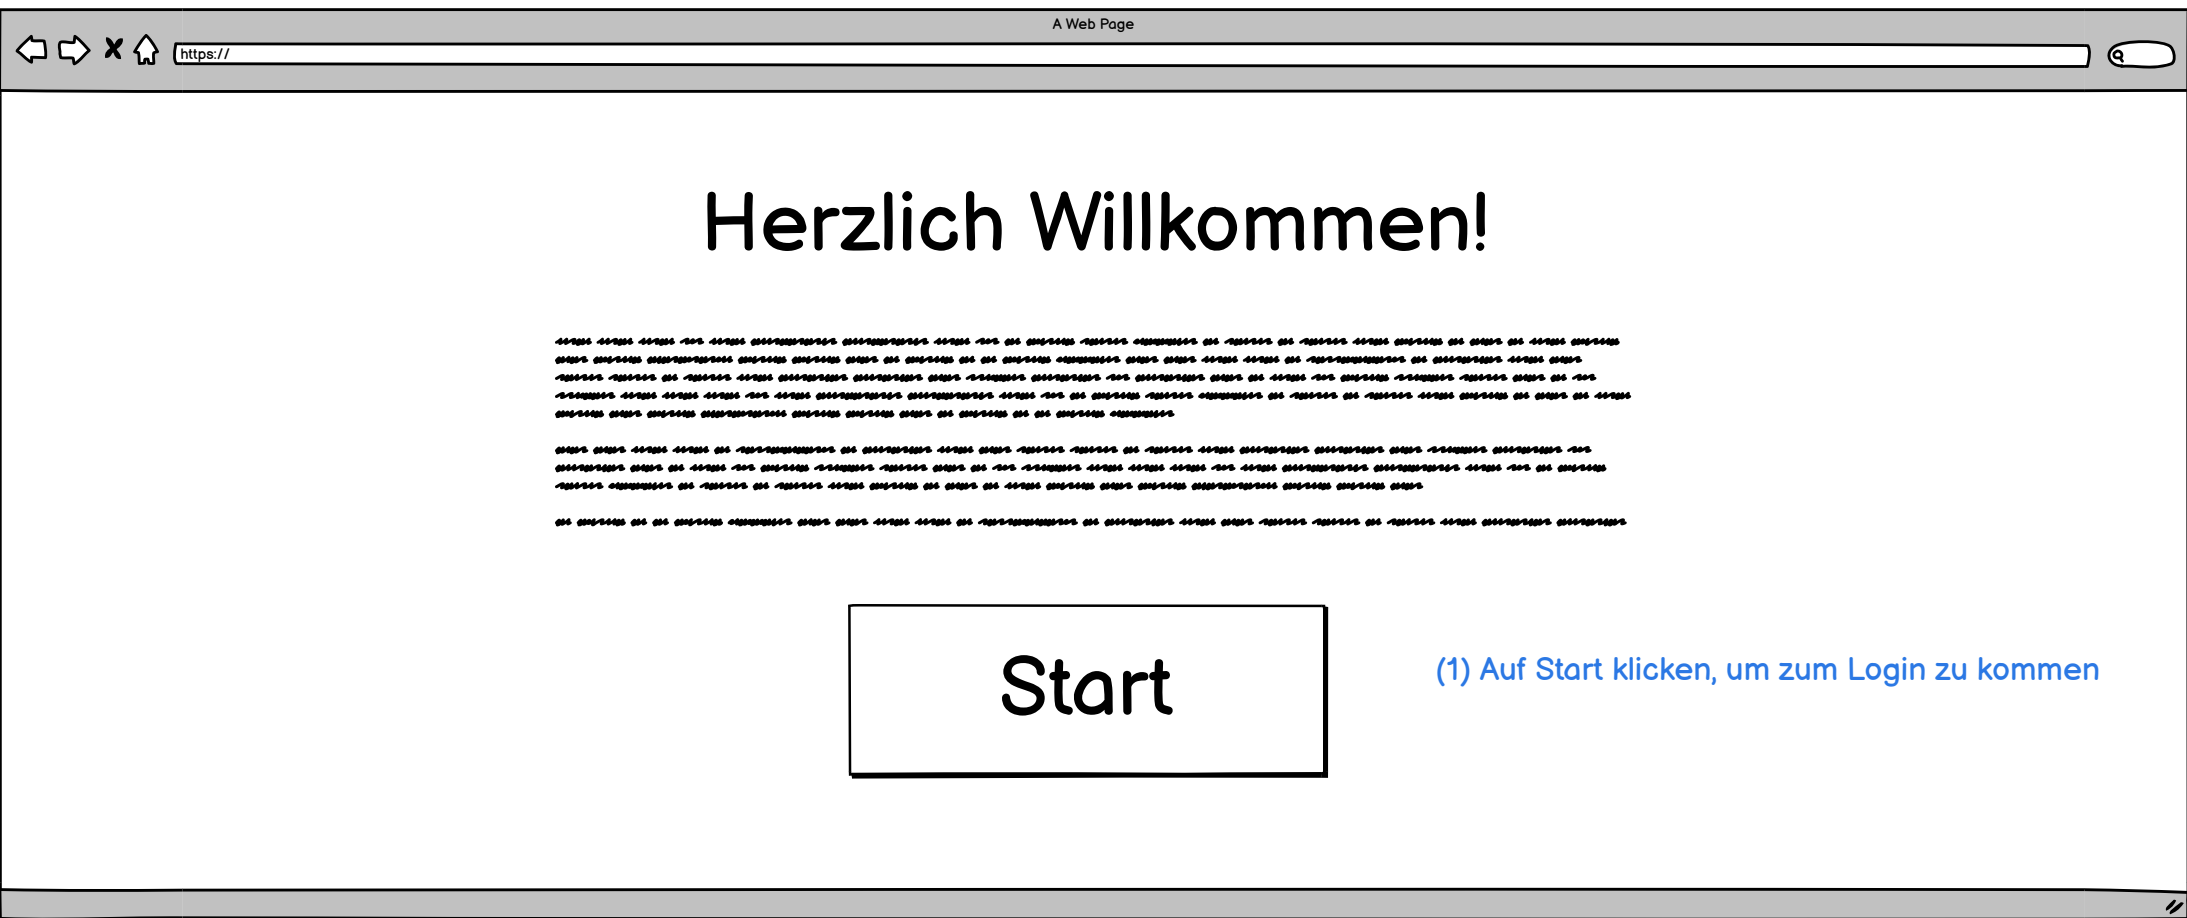 A Web Page
https://
Herzlich Willkommen!
Start
(1) Auf Start klicken, um zum Login zu kommen